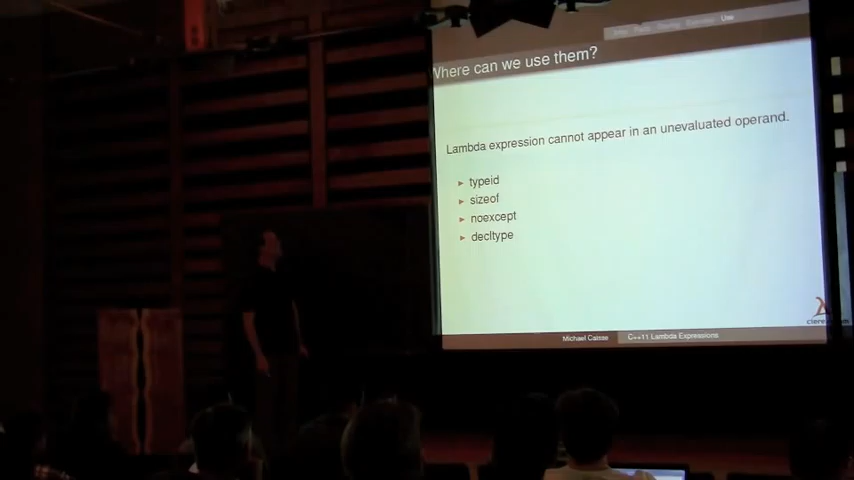 Use
Where can we use them?
Lambda expression cannot appear in an unevaluated operand.
► typeid
► sizeof
► noexcept
► decltype
Michael Caisse
C++11 Lambda Expressions